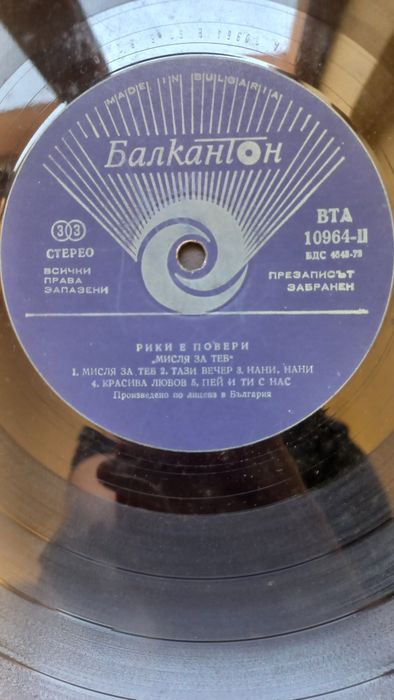 MADE IN BULGARIA
Балкантон
33
СТЕРЕО
ВСИЧКИ
ПРАВА
ЗАПАЗЕНИ
ВТА
10964-II
БДС 4543-73
ПРЕЗАПИСЪТ
ЗАБРАНЕН
РИКИ Е ПОВЕРИ
„МИСЛЯ ЗА ТЕБ"
1. МИСЛЯ ЗА ТЕБ 2. ТАЗИ ВЕЧЕР 3. НАНИ, НАНИ
4. КРАСИВА ЛЮБОВ 5. ПЕЙ И ТИ С НАС
Произведено по лиценз в България